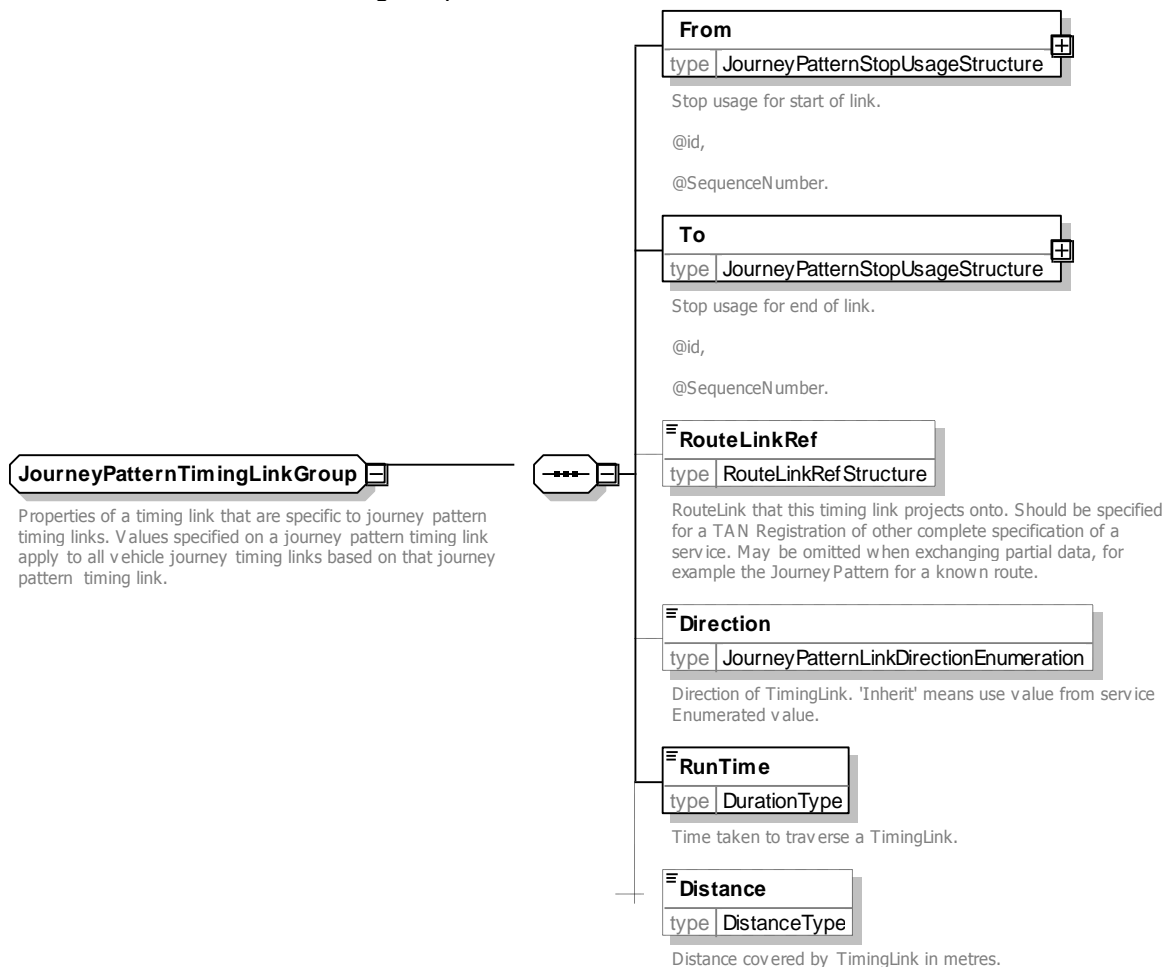 From
type JourneyPatternStopUsageStructure
Stop usage for start of link.
@id,
@SequenceNumber.
To
type JourneyPatternStopUsageStructure
Stop usage for end of link.
@id,
@SequenceNumber.
JourneyPatternTimingLinkGroup
Properties of a timing link that are specific to journey pattern
timing links. Values specified on a journey pattern timing link
apply to all vehicle journey timing links based on that journey
pattern timing link.
RouteLinkRef
type RouteLinkRefStructure
RouteLink that this timing link projects onto. Should be specified
for a TAN Registration of other complete specification of a
service. May be omitted when exchanging partial data, for
example the JourneyPattern for a known route.
Direction
type JourneyPatternLinkDirectionEnumeration
Direction of TimingLink. 'Inherit' means use value from service
Enumerated value.
RunTime
type DurationType
Time taken to traverse a TimingLink.
Distance
type DistanceType
Distance covered by TimingLink in metres.